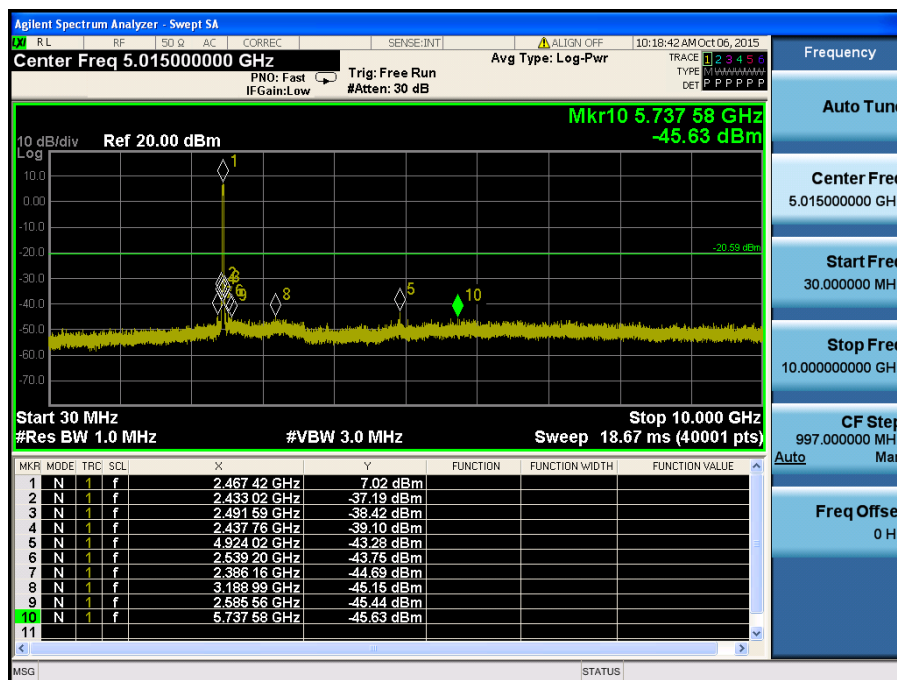 Agilent Spectrum Analyzer - Swept SA
LXI RL RF 50 Ω AC CORREC SENSE:INT ALIGN OFF 10:18:42 AM Oct 06, 2015
Center Freq 5.015000000 GHz
PNO: Fast
IFGain:Low
Trig: Free Run
#Atten: 30 dB
Avg Type: Log-Pwr
TRACE 1 2 3 4 5 6
TYPE M
DET P P P P P P
Mkr10 5.737 58 GHz
-45.63 dBm
10 dB/div Ref 20.00 dBm
Log
10.0
0.00
-10.0
-20.0
-30.0
-40.0
-50.0
-60.0
-70.0
-20.59 dBm
1
2
5
8
9
10
Start 30 MHz Stop 10.000 GHz
#Res BW 1.0 MHz #VBW 3.0 MHz Sweep 18.67 ms (40001 pts)
MKR MODE TRC SCL X Y FUNCTION FUNCTION WIDTH FUNCTION VALUE
1 N 1 f 2.467 42 GHz 7.02 dBm
2 N 1 f 2.433 02 GHz -37.19 dBm
3 N 1 f 2.491 59 GHz -38.42 dBm
4 N 1 f 2.437 76 GHz -39.10 dBm
5 N 1 f 4.924 02 GHz -43.28 dBm
6 N 1 f 2.539 20 GHz -43.75 dBm
7 N 1 f 2.386 16 GHz -44.69 dBm
8 N 1 f 3.188 99 GHz -45.15 dBm
9 N 1 f 2.585 56 GHz -45.44 dBm
10 N 1 f 5.737 58 GHz -45.63 dBm
11
MSG STATUS
Frequency
Auto Tun
Center Fre
5.015000000 GH
Start Fre
30.000000 MH
Stop Fre
10.000000000 GH
CF Step
997.000000 MH
Auto Mar
Freq Offse
0 H